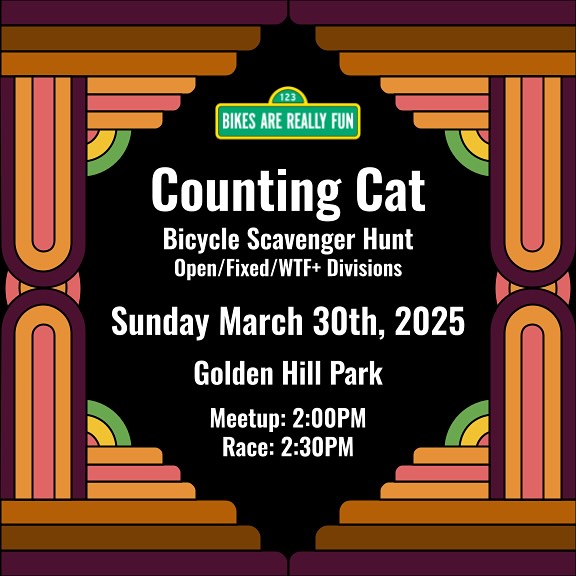 123
BIKES ARE REALLY FUN
Counting Cat
Bicycle Scavenger Hunt
Open/Fixed/WTF+ Divisions
Sunday March 30th, 2025
Golden Hill Park
Meetup: 2:00PM
Race: 2:30PM